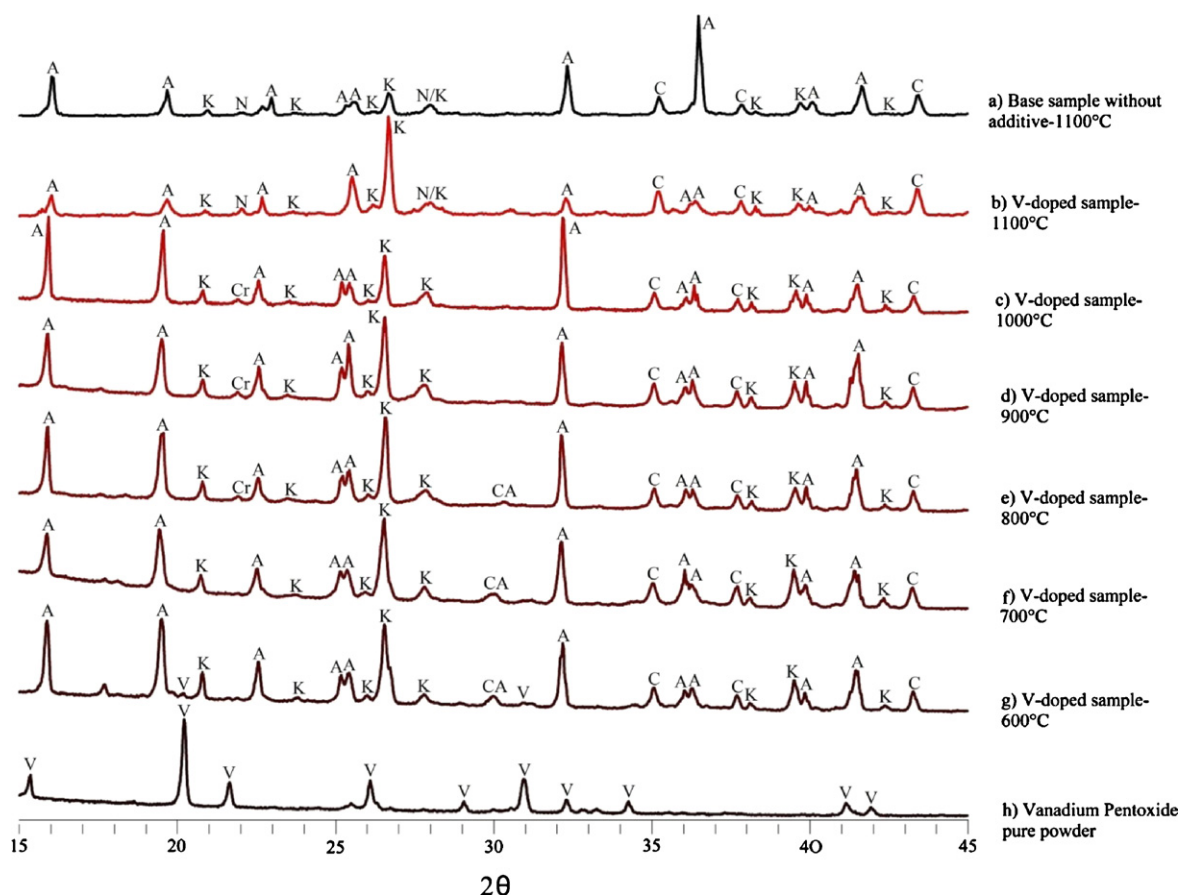 A A K N A K A A K K N/K A C A C K K A A K C
a) Base sample without
additive-1100°C
A A K N A K A K K N/K A C A A C K K A A K C
b) V-doped sample-
1100°C
A A K Cr A K A A K K K A C A A C K K A A K C
c) V-doped sample-
1000°C
A A K Cr A K A A K K K A C A A C K K A A K C
d) V-doped sample-
900°C
A A K Cr A K A A K K K CA A C A A C K K A A K C
e) V-doped sample-
800°C
A A K A K A A K K K CA A C A A C K K A A K C
f) V-doped sample-
700°C
A A V K A K A A K K K CA V A C A A C K K A A K C
g) V-doped sample-
600°C
V V V V V V V V V V
h) Vanadium Pentoxide
pure powder
15 20 25 30 35 40 45
2θ